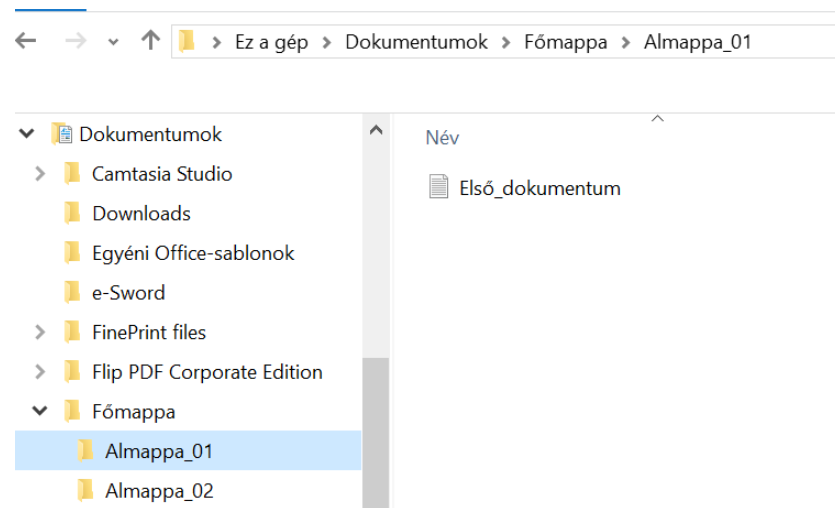 Ez a gép > Dokumentumok > Főmappa > Almappa_01
Dokumentumok
Camtasia Studio
Downloads
Egyéni Office-sablonok
e-Sword
FinePrint files
Flip PDF Corporate Edition
Főmappa
Almappa_01
Almappa_02
Név
Első_dokumentum